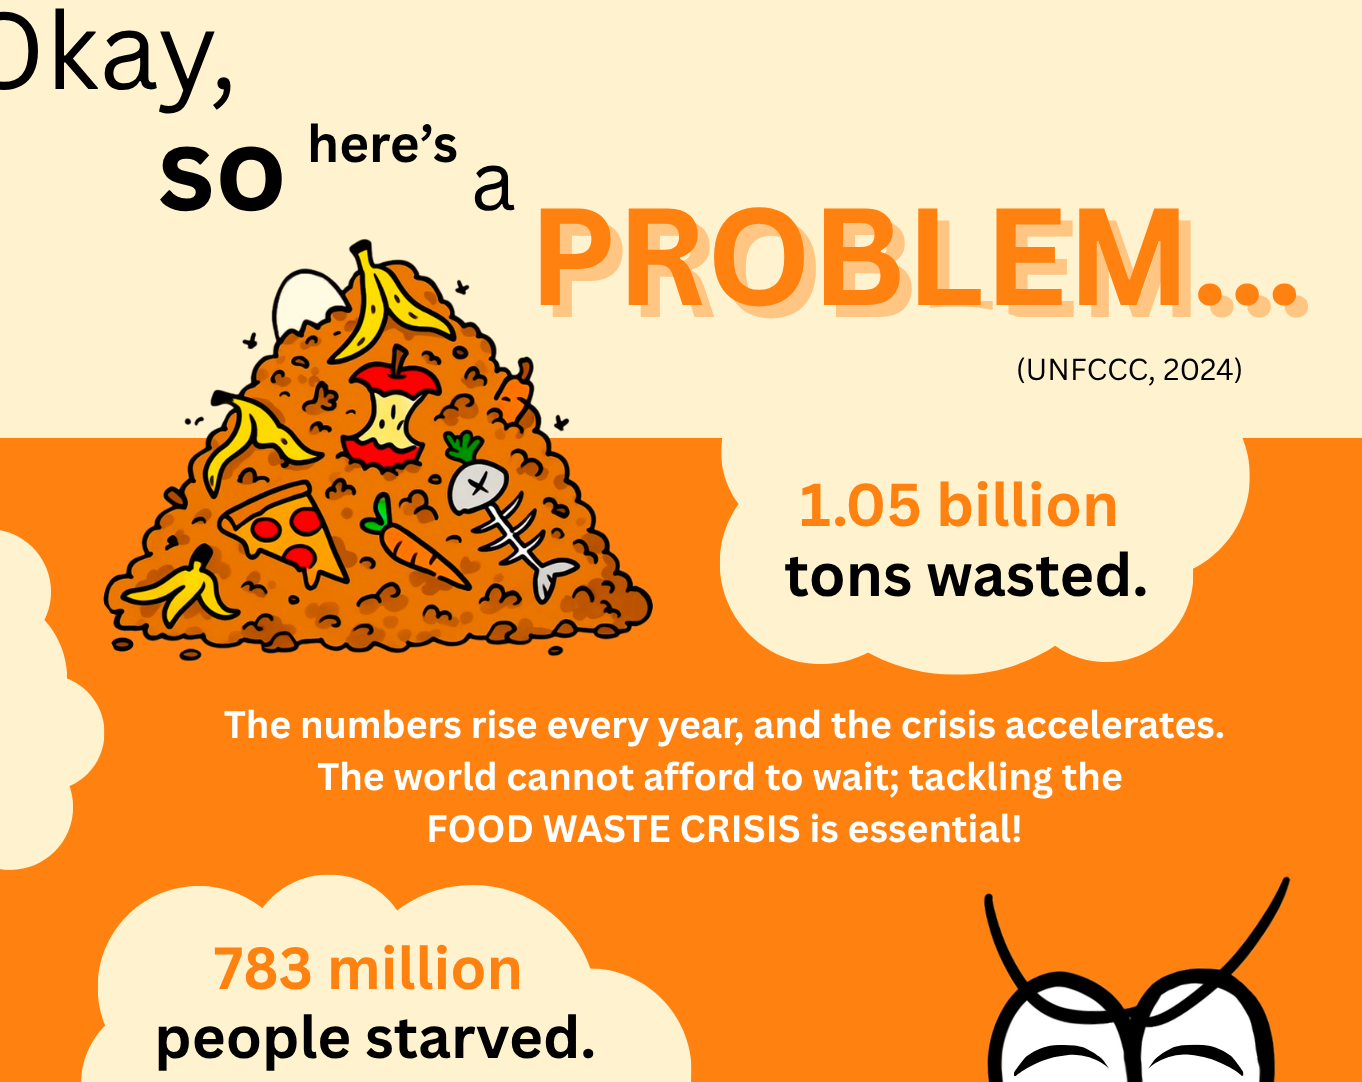 Okay,
so here's a
PROBLEM...
(UNFCCC, 2024)
1.05 billion
tons wasted.
The numbers rise every year, and the crisis accelerates.
The world cannot afford to wait; tackling the
FOOD WASTE CRISIS is essential!
783 million
people starved.